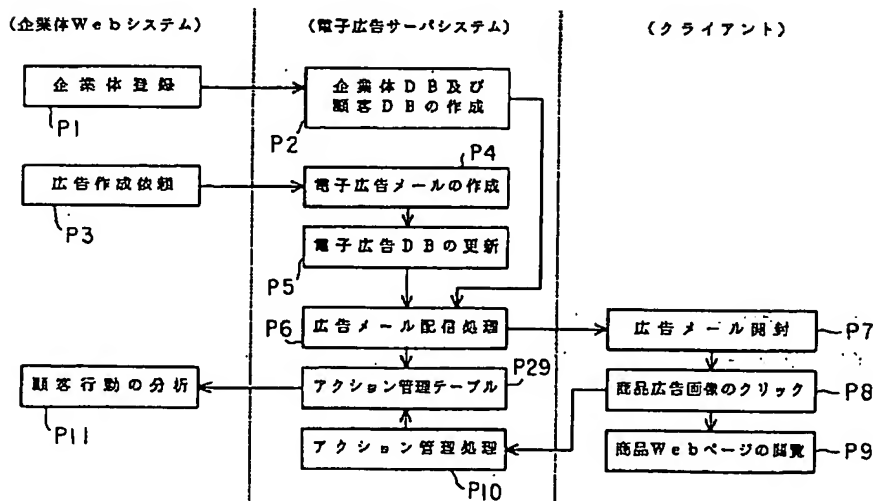 (企業体Webシステム)
(電子広告サーバシステム)
(クライアント)
企業体登録
P1
企業体DB及び
顧客DBの作成
P2
広告作成依頼
P3
P4
電子広告メールの作成
電子広告DBの更新
P5
広告メール配信処理
P6
広告メール開封
P7
顧客行動の分析
P11
アクション管理テーブル
P29
商品広告画像のクリック
P8
アクション管理処理
P10
商品Webページの閲覧
P9